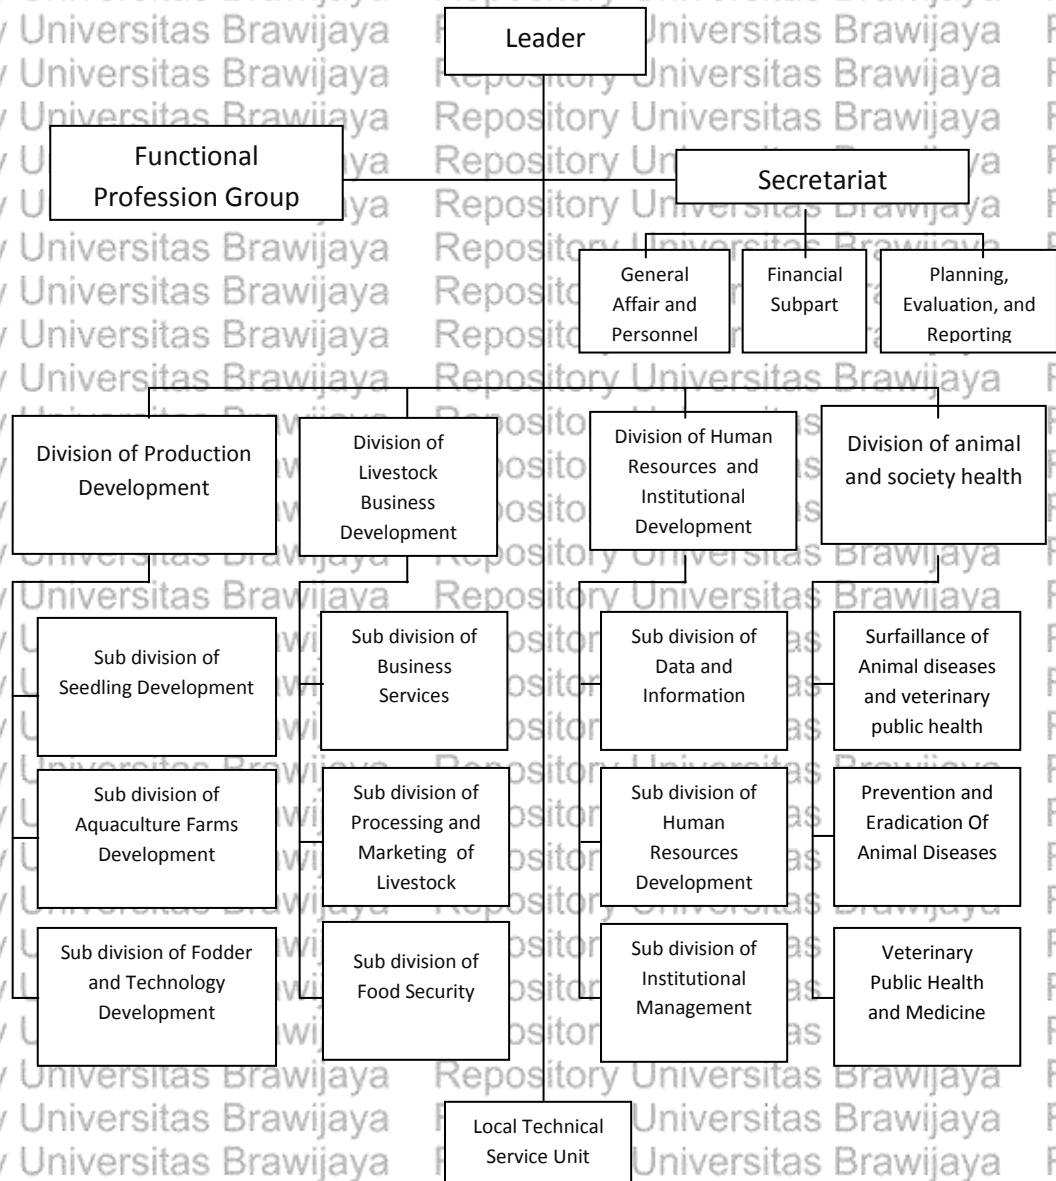 Leader
Functional
Profession Group
Secretariat
General
Affair and
Personnel
Financial
Subpart
Planning,
Evaluation, and
Reporting
Division of Production
Development
Division of
Livestock
Business
Development
Division of Human
Resources and
Institutional
Development
Division of animal
and society health
Sub division of
Seedling Development
Sub division of
Aquaculture Farms
Development
Sub division of Fodder
and Technology
Development
Sub division of
Business
Services
Sub division of
Processing and
Marketing of
Livestock
Sub division of
Food Security
Sub division of
Data and
Information
Sub division of
Human
Resources
Development
Sub division of
Institutional
Management
Surfaillance of
Animal diseases
and veterinary
public health
Prevention and
Eradication Of
Animal Diseases
Veterinary
Public Health
and Medicine
Local Technical
Service Unit
Universitas Brawijaya
Repository Universitas Brawijaya